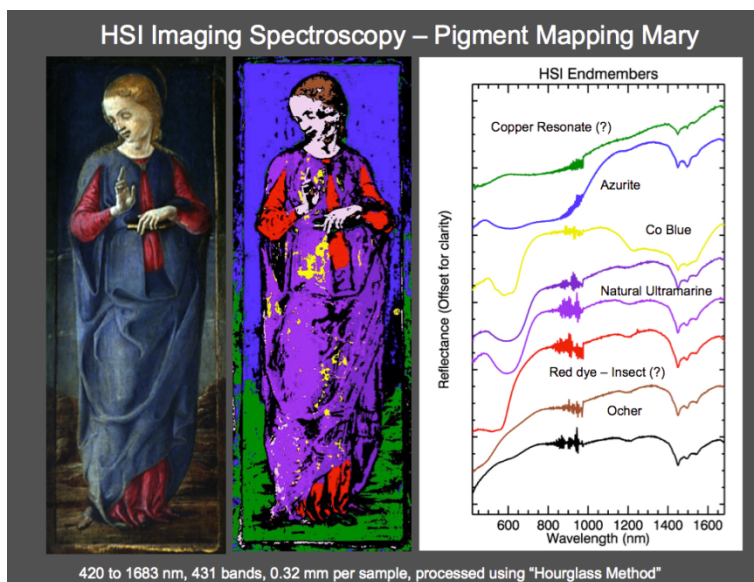 HSI Imaging Spectroscopy – Pigment Mapping Mary
HSI Endmembers
Copper Resonate (?)
Azurite
Co Blue
Natural Ultramarine
Red dye – Insect (?)
Ocher
Reflectance (Offset for clarity)
600 800 1000 1200 1400 1600
Wavelength (nm)
420 to 1683 nm, 431 bands, 0.32 mm per sample, processed using “Hourglass Method”